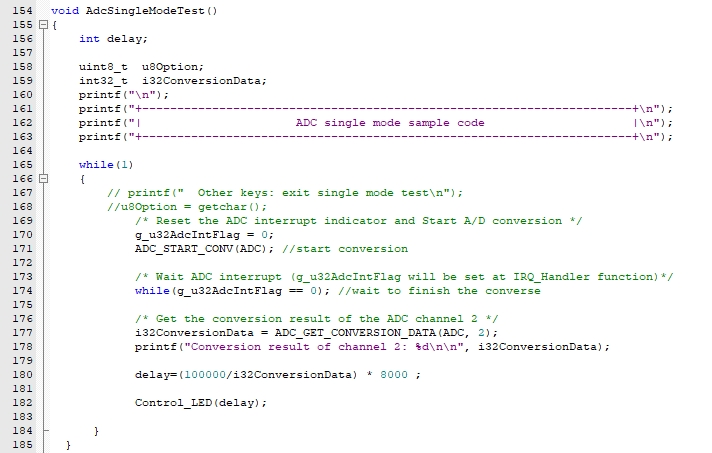 154 void AdcSingleModeTest()
155 {
156 int delay;
157
158 uint8_t u8Option;
159 int32_t i32ConversionData;
160 printf("\n");
161 printf("+----------------------------------------------------------------------+\n");
162 printf("|                      ADC single mode sample code                      |\n");
163 printf("+----------------------------------------------------------------------+\n");
164
165 while(1)
166 {
167 // printf(" Other keys: exit single mode test\n");
168 //u8Option = getchar();
169 /* Reset the ADC interrupt indicator and Start A/D conversion */
170 g_u32AdcIntFlag = 0;
171 ADC_START_CONV(ADC); //start conversion
172
173 /* Wait ADC interrupt (g_u32AdcIntFlag will be set at IRQ_Handler function)*/
174 while(g_u32AdcIntFlag == 0); //wait to finish the converse
175
176 /* Get the conversion result of the ADC channel 2 */
177 i32ConversionData = ADC_GET_CONVERSION_DATA(ADC, 2);
178 printf("Conversion result of channel 2: %d\n\n", i32ConversionData);
179
180 delay=(100000/i32ConversionData) * 8000 ;
181
182 Control_LED(delay);
183
184 }
185 }